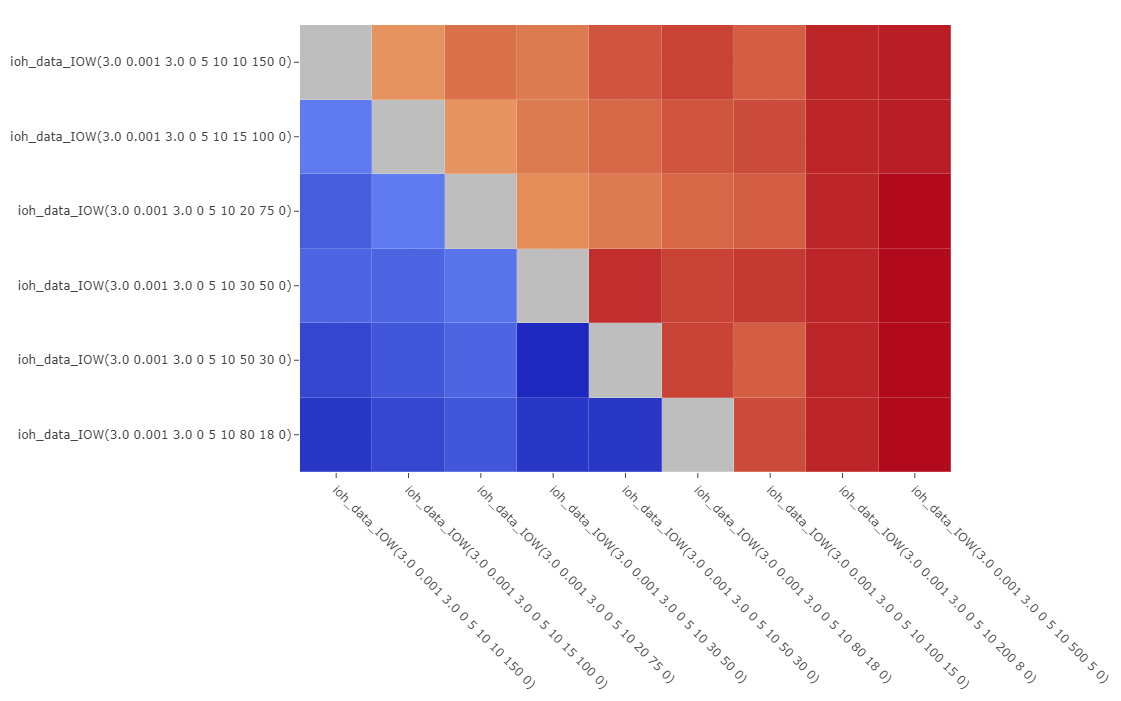 ioh_data_IOW(3.0 0.001 3.0 0 5 10 10 150 0)
ioh_data_IOW(3.0 0.001 3.0 0 5 10 15 100 0)
ioh_data_IOW(3.0 0.001 3.0 0 5 10 20 75 0)
ioh_data_IOW(3.0 0.001 3.0 0 5 10 30 50 0)
ioh_data_IOW(3.0 0.001 3.0 0 5 10 50 30 0)
ioh_data_IOW(3.0 0.001 3.0 0 5 10 80 18 0)
ioh_data_IOW(3.0 0.001 3.0 0 5 10 10 150 0)
ioh_data_IOW(3.0 0.001 3.0 0 5 10 15 100 0)
ioh_data_IOW(3.0 0.001 3.0 0 5 10 20 75 0)
ioh_data_IOW(3.0 0.001 3.0 0 5 10 30 50 0)
ioh_data_IOW(3.0 0.001 3.0 0 5 10 50 30 0)
ioh_data_IOW(3.0 0.001 3.0 0 5 10 80 18 0)
ioh_data_IOW(3.0 0.001 3.0 0 5 10 100 15 0)
ioh_data_IOW(3.0 0.001 3.0 0 5 10 200 8 0)
ioh_data_IOW(3.0 0.001 3.0 0 5 10 500 5 0)